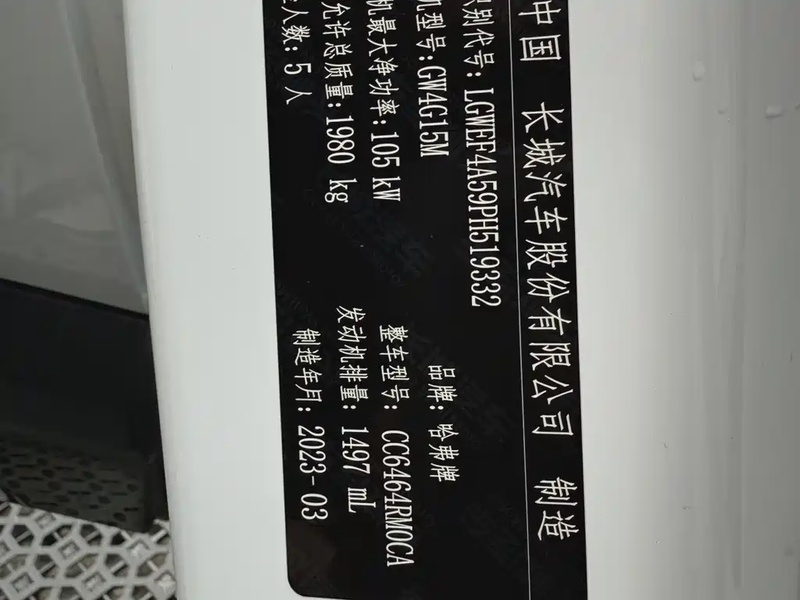 中国 长城汽车股份有限公司 制造
识别代号：LGWEF4A59PH519332
品牌：哈弗牌
机型号：GW4G15M
整车型号：CC6464RM0CA
机最大净功率：105 kW
发动机排量：1497 mL
允许总质量：1980 kg
制造年月：2023-03
人数：5 人